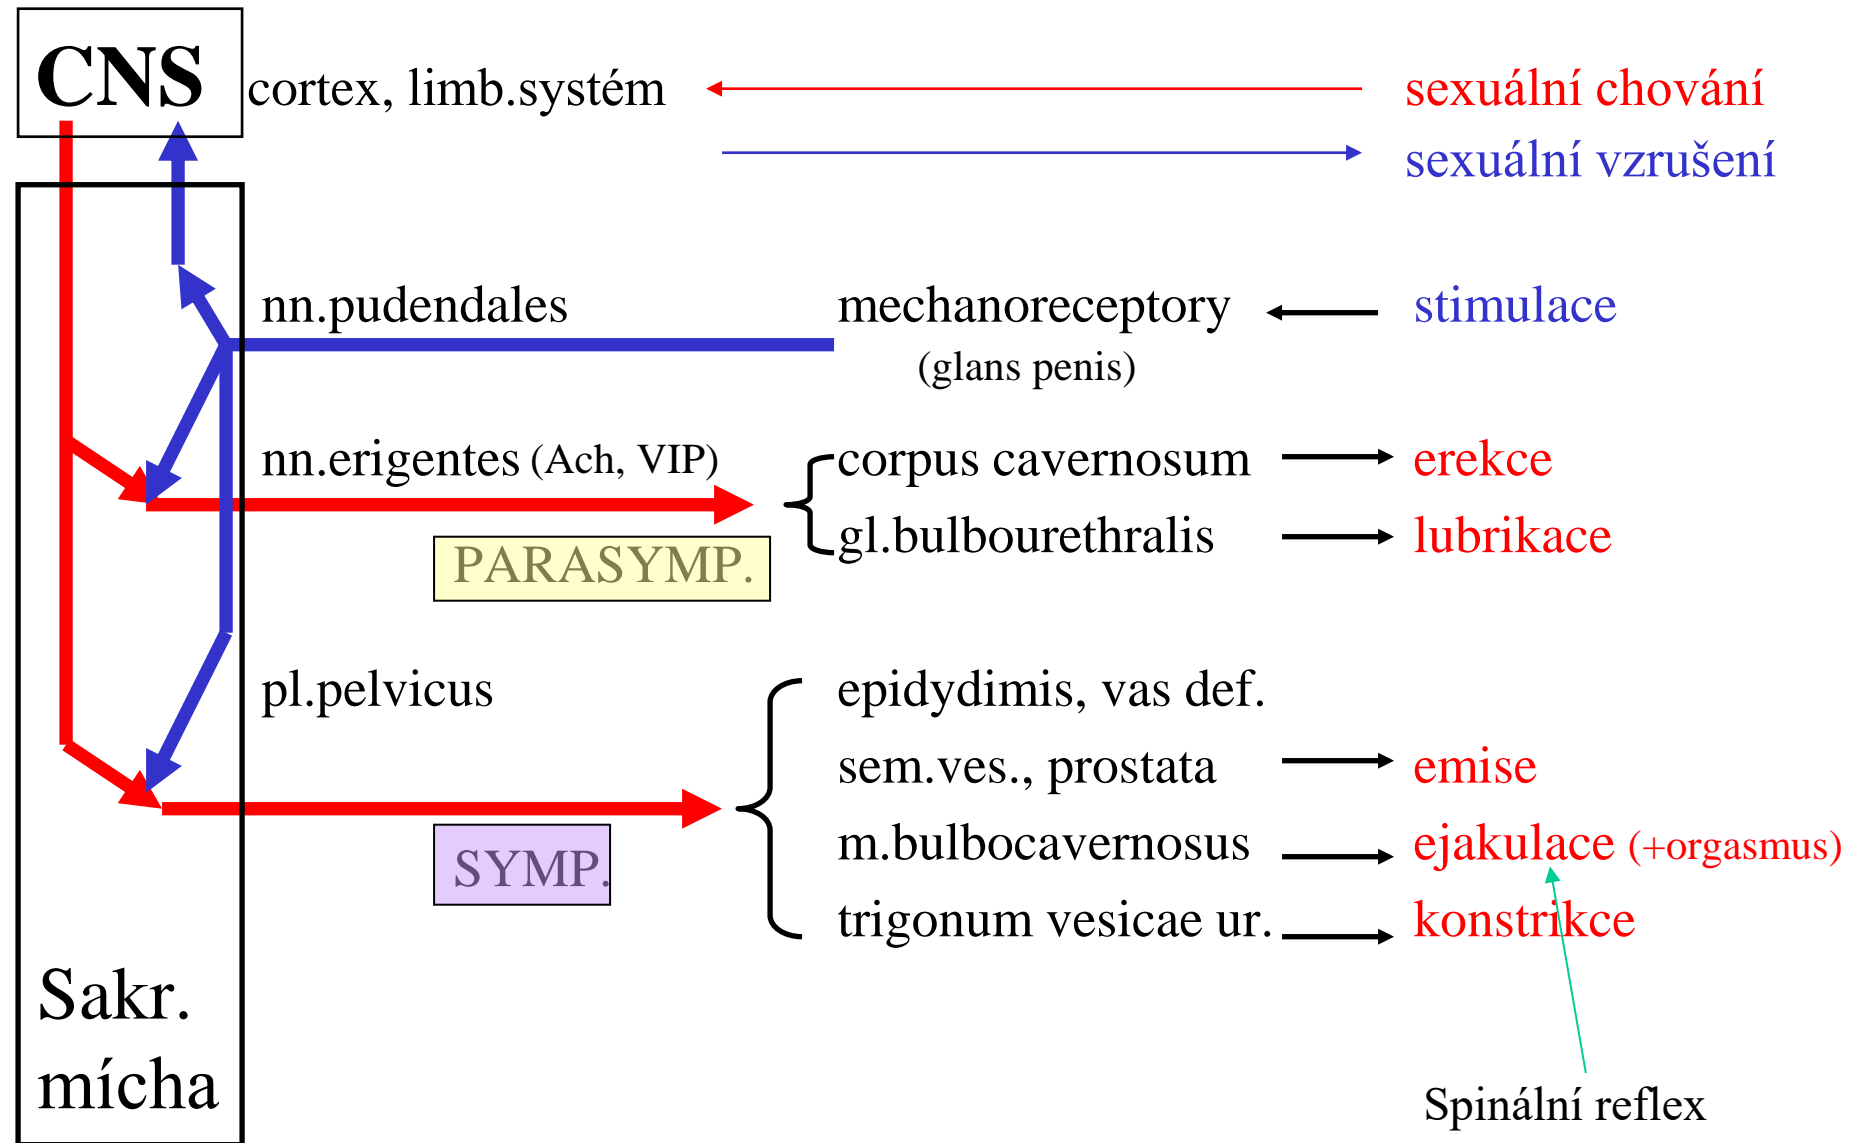 CNS cortex, limb.systém sexuální chování
sexuální vzrušení
nn.pudendales mechanoreceptory stimulace
(glans penis)
nn.erigentes (Ach, VIP) corpus cavernosum erekce
gl.bulbourethralis lubrikace
PARASYMP.
pl.pelvicus epidydimis, vas def.
sem.ves., prostata emise
m.bulbocavernosus ejakulace (+orgasmus)
SYMP.
trigonum vesicae ur. konstrikce
Sakr.
mícha
Spinální reflex